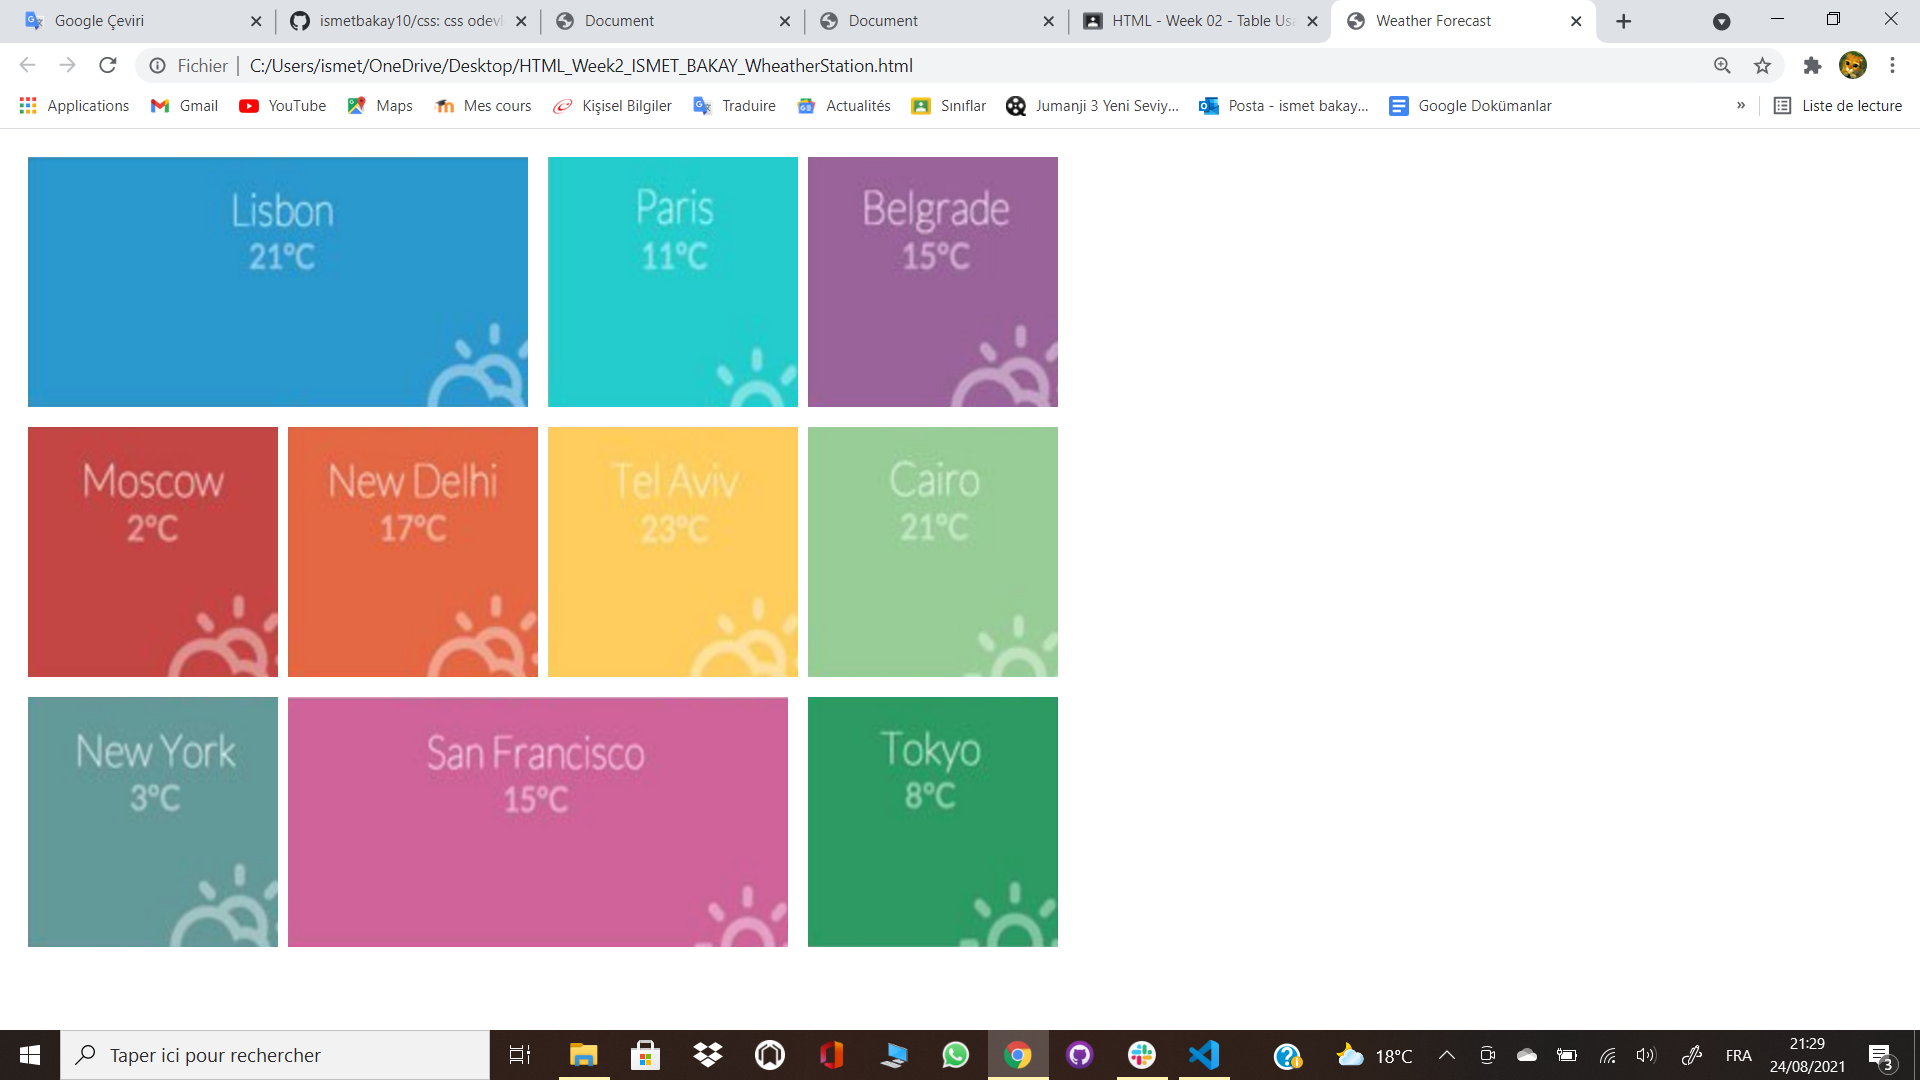 Google Çeviri
ismetbakay10/css: css odevl
Document
Document
HTML - Week 02 - Table Usa
Weather Forecast
Fichier | C:/Users/ismet/OneDrive/Desktop/HTML_Week2_ISMET_BAKAY_WheatherStation.html
Applications Gmail YouTube Maps Mes cours Kişisel Bilgiler Traduire Actualités Sınıflar Jumanji 3 Yeni Seviy... Posta - ismet bakay... Google Dokümanlar » Liste de lecture
Lisbon
21°C
Paris
11°C
Belgrade
15°C
Moscow
2°C
New Delhi
17°C
Tel Aviv
23°C
Cairo
21°C
New York
3°C
San Francisco
15°C
Tokyo
8°C
Taper ici pour rechercher
18°C
FRA
21:29
24/08/2021
3